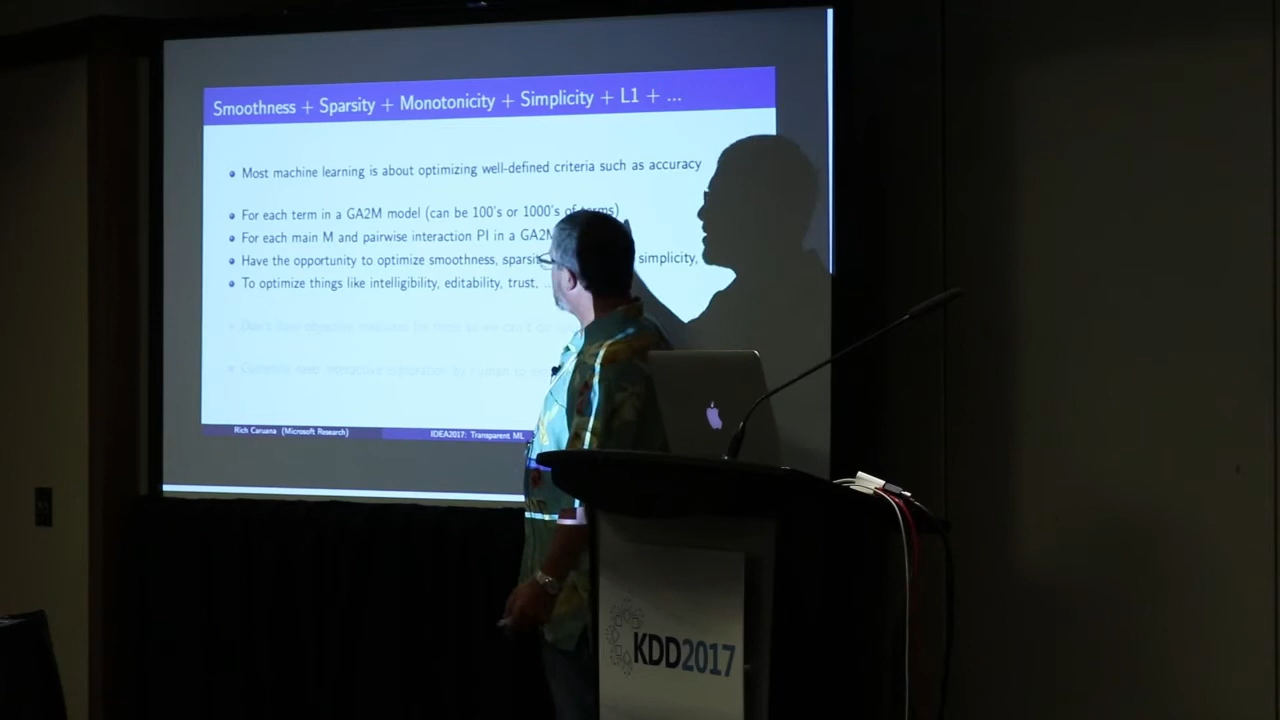 Smoothness + Sparsity + Monotonicity + Simplicity + L1 + ...
• Most machine learning is about optimizing well-defined criteria such as accuracy
• For each term in a GA2M model (can be 100's or 1000's of terms)
• For each main M and pairwise interaction PI in a GA2M
• Have the opportunity to optimize smoothness, simplicity,
• To optimize things like intelligibility, editability, trust, ...
Rich Caruana (Microsoft Research) IDEA2017: Transparent ML
KDD2017